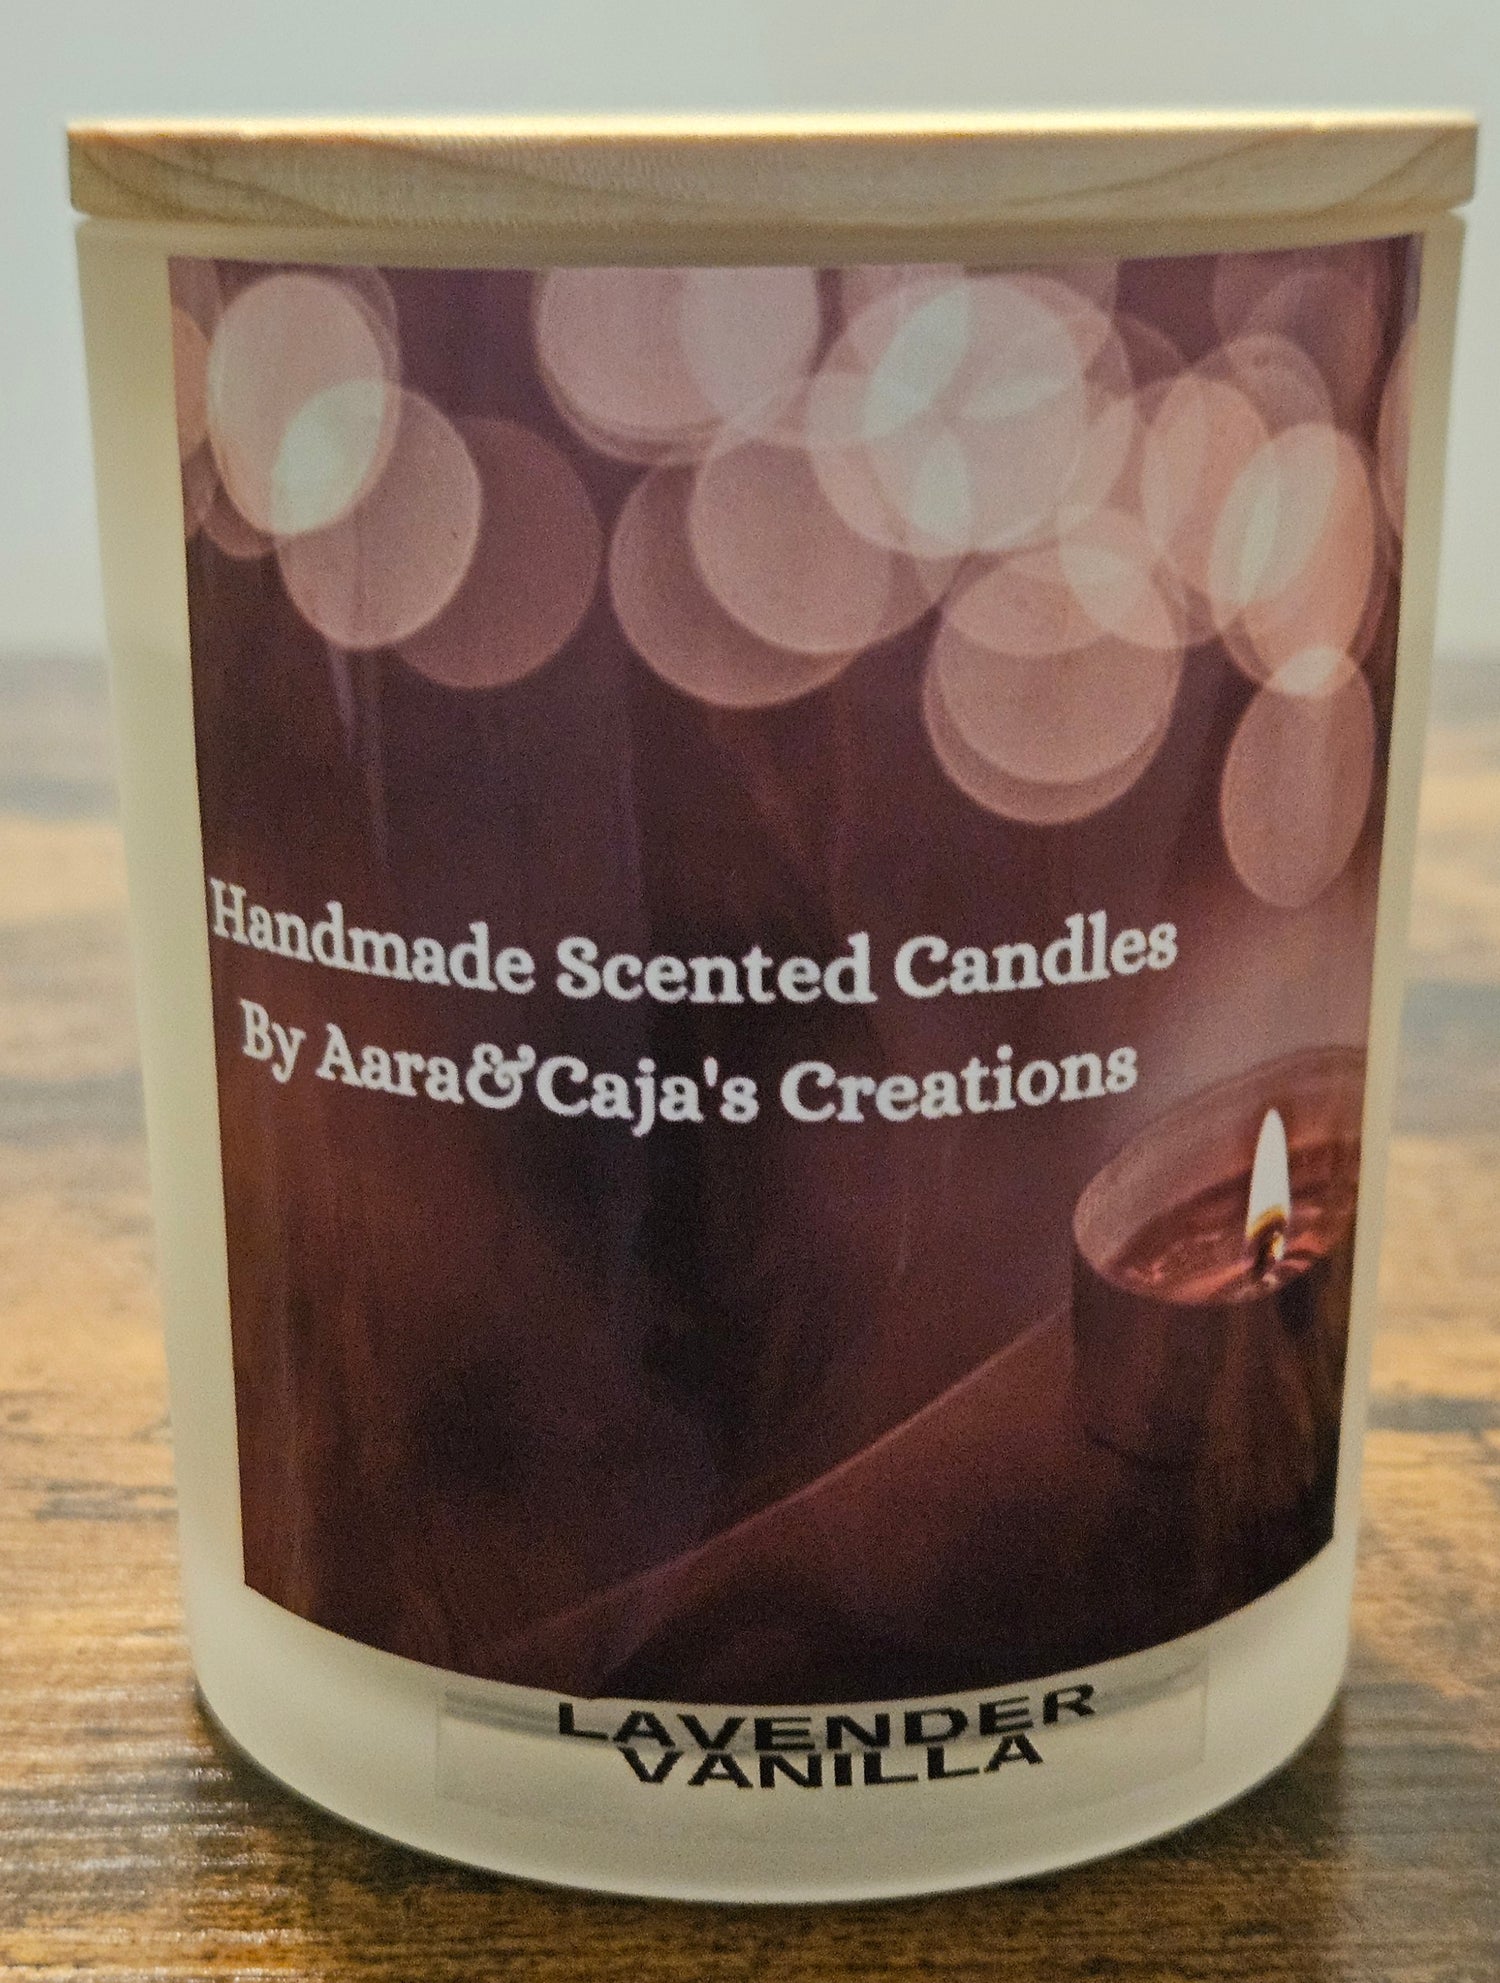 Handmade Scented Candles
By Aara&Caja's Creations
LAVENDER
VANILLA